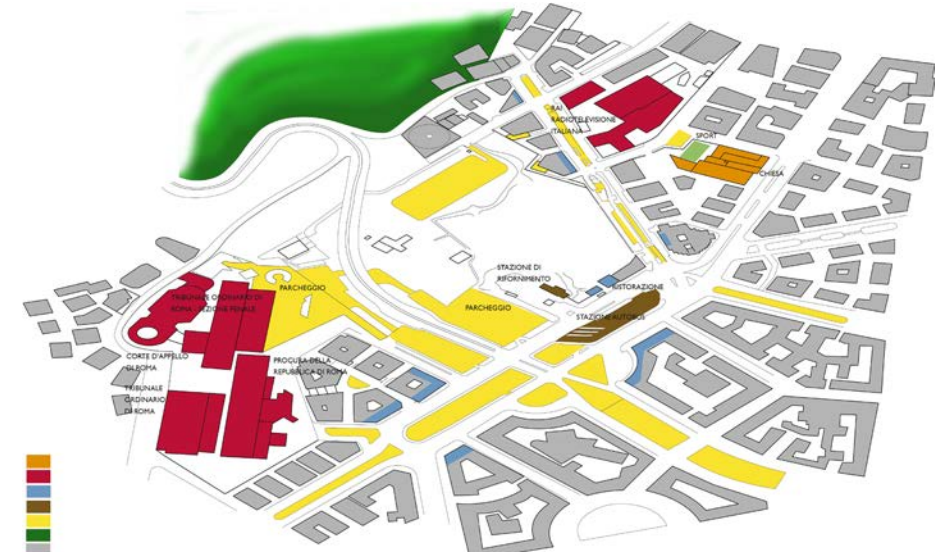 RAI
RADIOTELEVISIONE
ITALIANA
SPORT
CHIESA
STAZIONE DI
RIFORNIMENTO
RISTORAZIONE
PARCHEGGIO
TRIBUNALE ORDINARIO DI
ROMA - SEZIONE PENALE
PARCHEGGIO
STAZIONE AUTOBUS
CORTE D'APPELLO
DI ROMA
PROCURA DELLA
REPUBBLICA DI ROMA
TRIBUNALE
ORDINARIO
DI ROMA